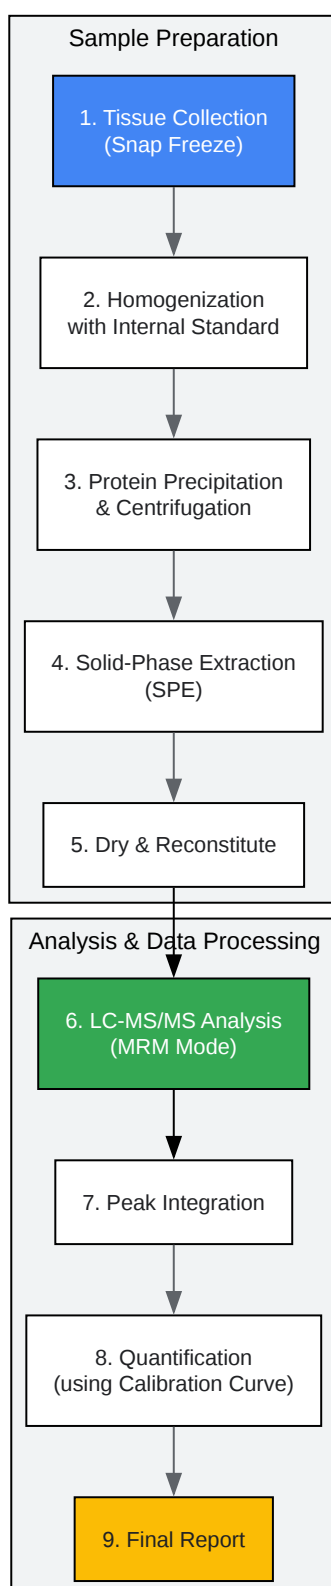 Sample Preparation
1. Tissue Collection
(Snap Freeze)
2. Homogenization
with Internal Standard
3. Protein Precipitation
& Centrifugation
4. Solid-Phase Extraction
(SPE)
5. Dry & Reconstitute
Analysis & Data Processing
6. LC-MS/MS Analysis
(MRM Mode)
7. Peak Integration
8. Quantification
(using Calibration Curve)
9. Final Report